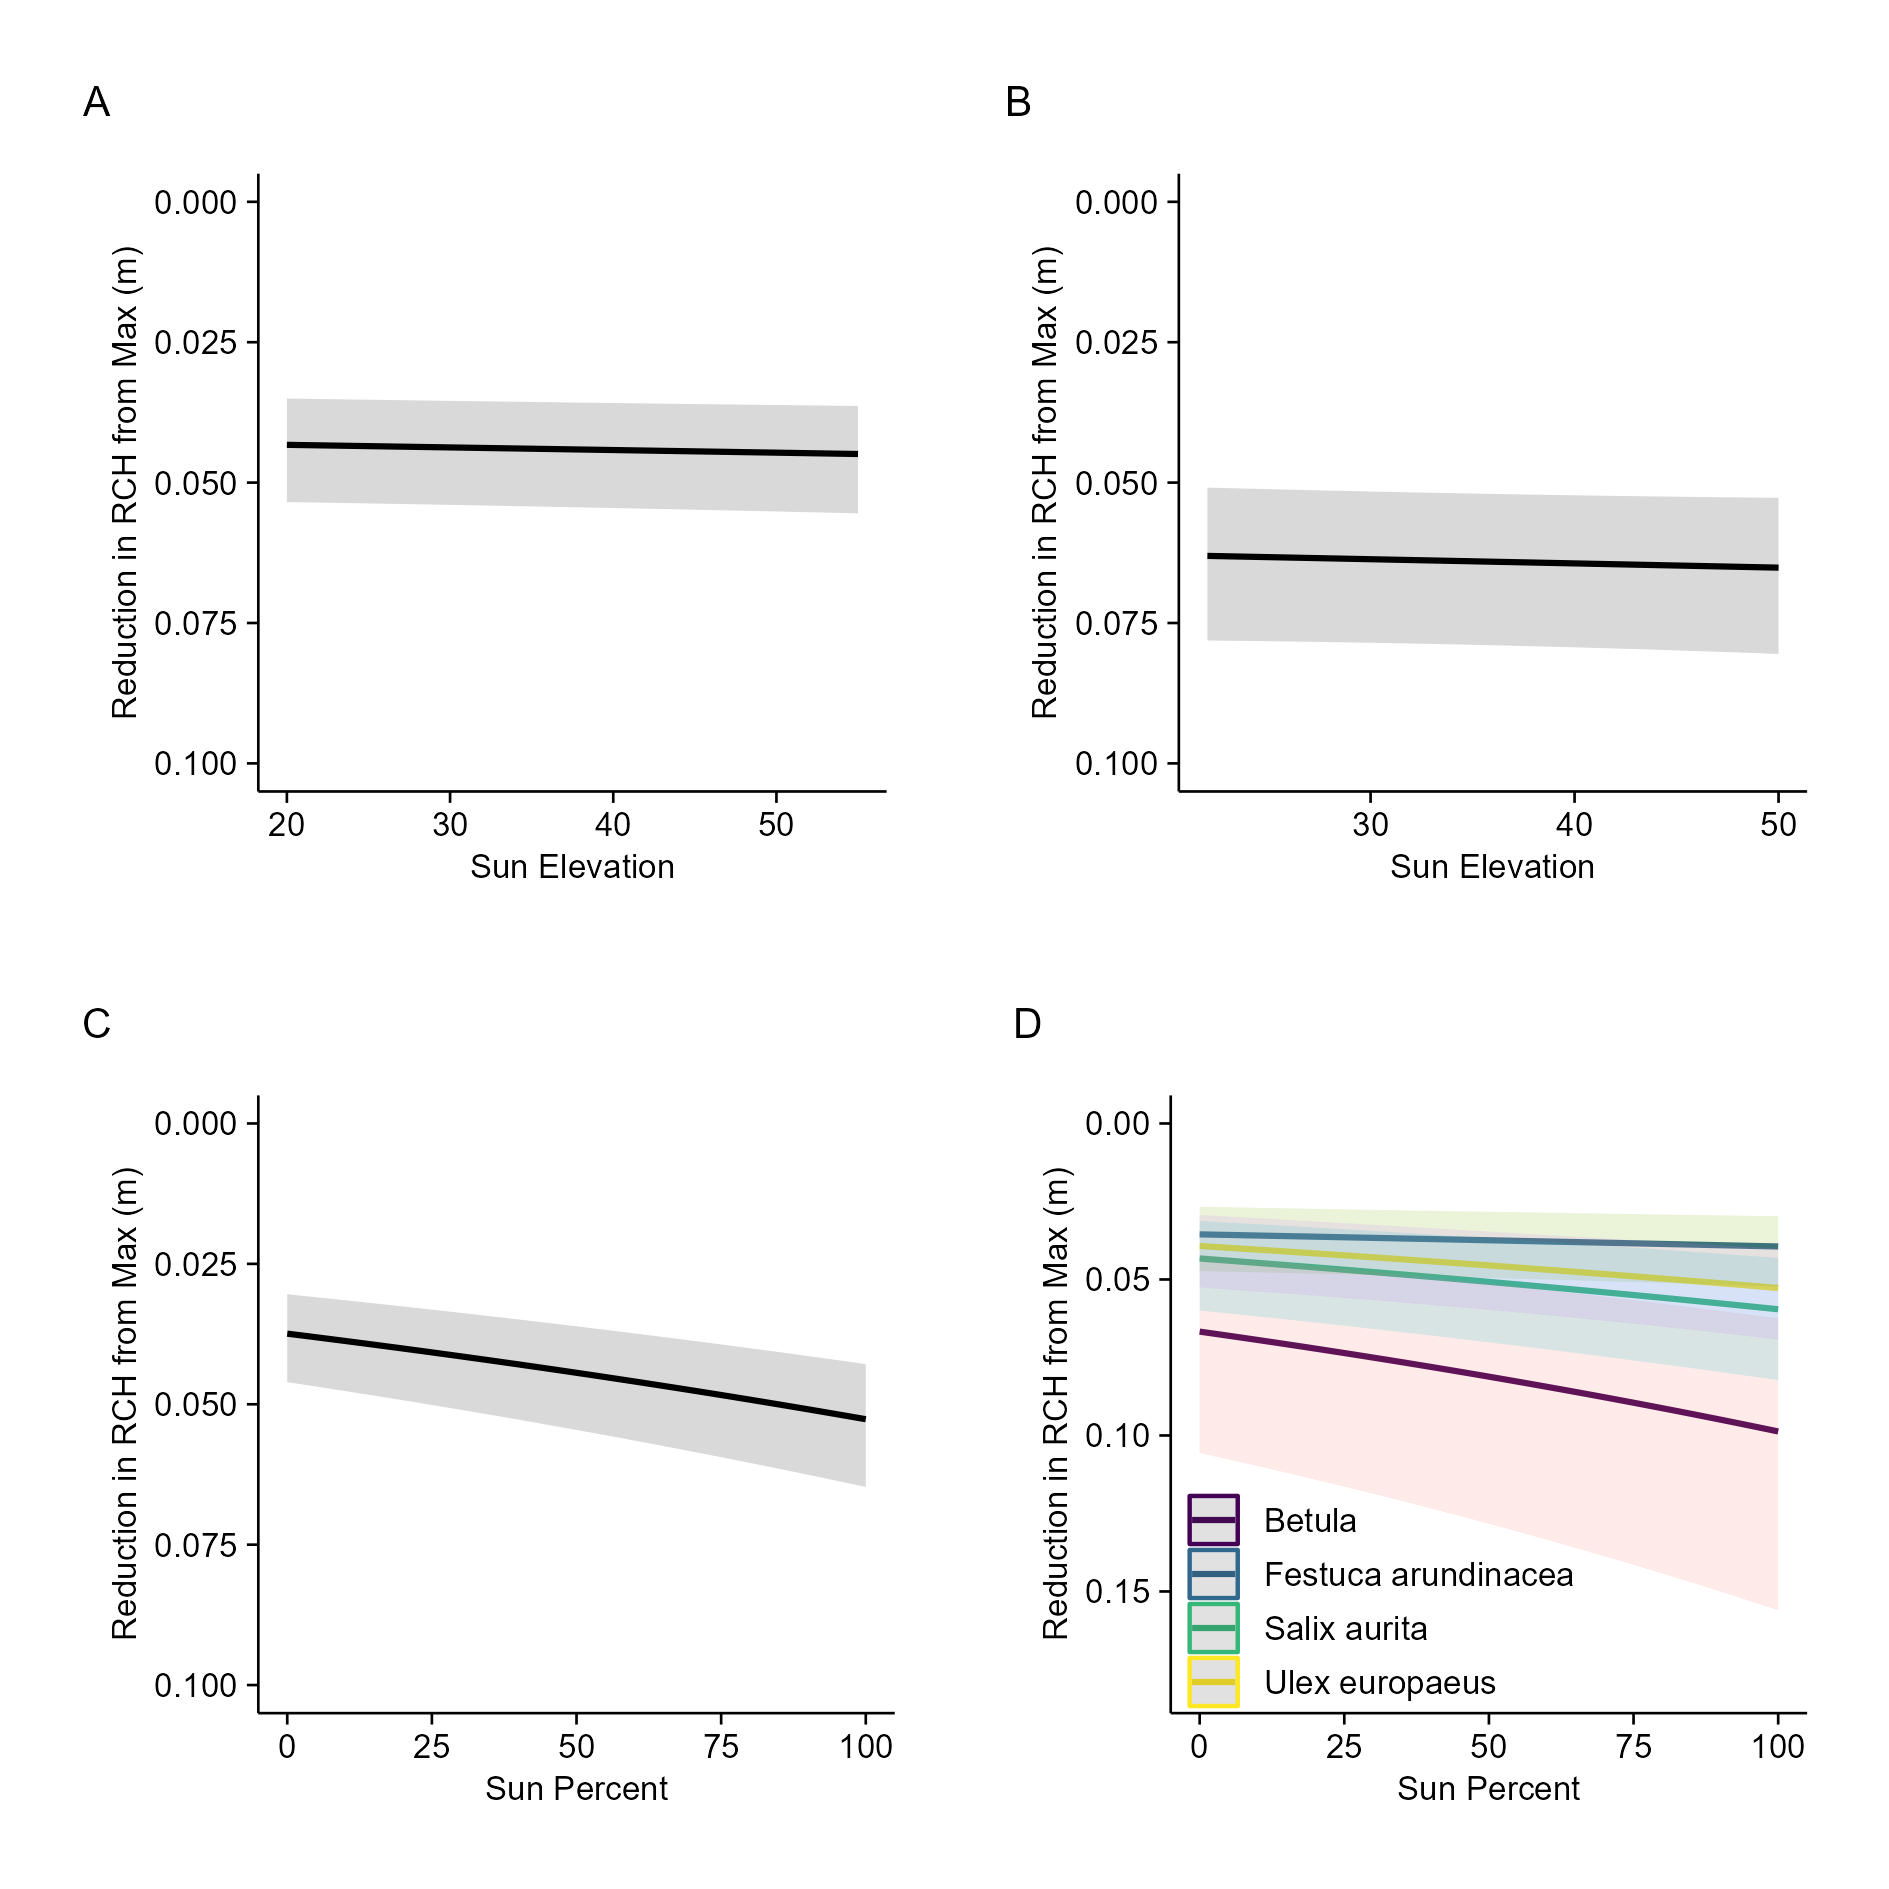 A
Reduction in RCH from Max (m)
0.000
0.025
0.050
0.075
0.100
20 30 40 50
Sun Elevation
B
Reduction in RCH from Max (m)
0.000
0.025
0.050
0.075
0.100
30 40 50
Sun Elevation
C
Reduction in RCH from Max (m)
0.000
0.025
0.050
0.075
0.100
0 25 50 75 100
Sun Percent
D
Reduction in RCH from Max (m)
0.00
0.05
0.10
0.15
Betula
Festuca arundinacea
Salix aurita
Ulex europaeus
0 25 50 75 100
Sun Percent